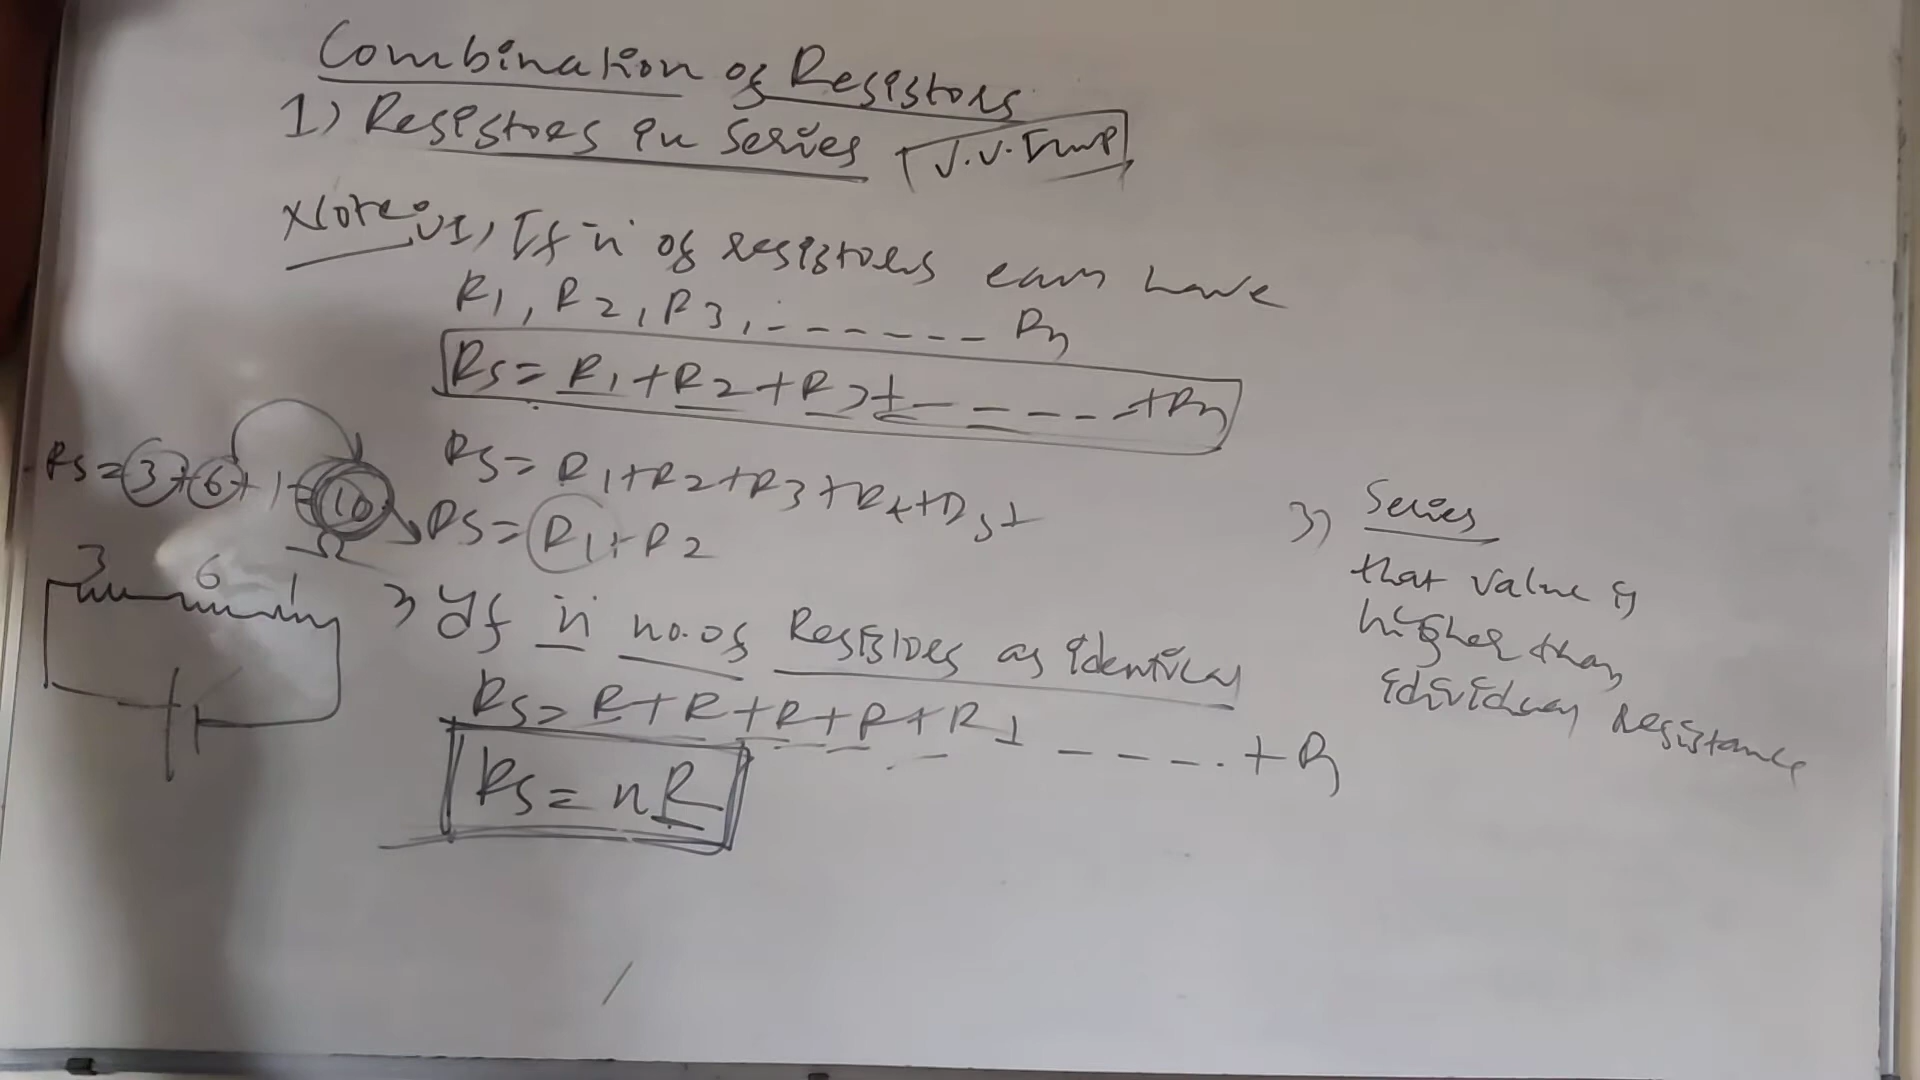 Combination of Resistors
1) Resistors in Series V.V. Imp
Note: 1) If 'n' of resistors each have
R1, R2, R3, ------ Rn
Rs = R1 + R2 + R3 + ----- + Rn
Rs = 3 + 6 + 1 = 10
Ω
Rs = R1 + R2 + R3 + R4 + R5 +
Rs = R1 + R2
3 6 1
If 'n' no. of Resistors as identical
Rs = R + R + R + R + R + ---- + R
Rs = nR
3) Series
that value is
higher than
individual resistance